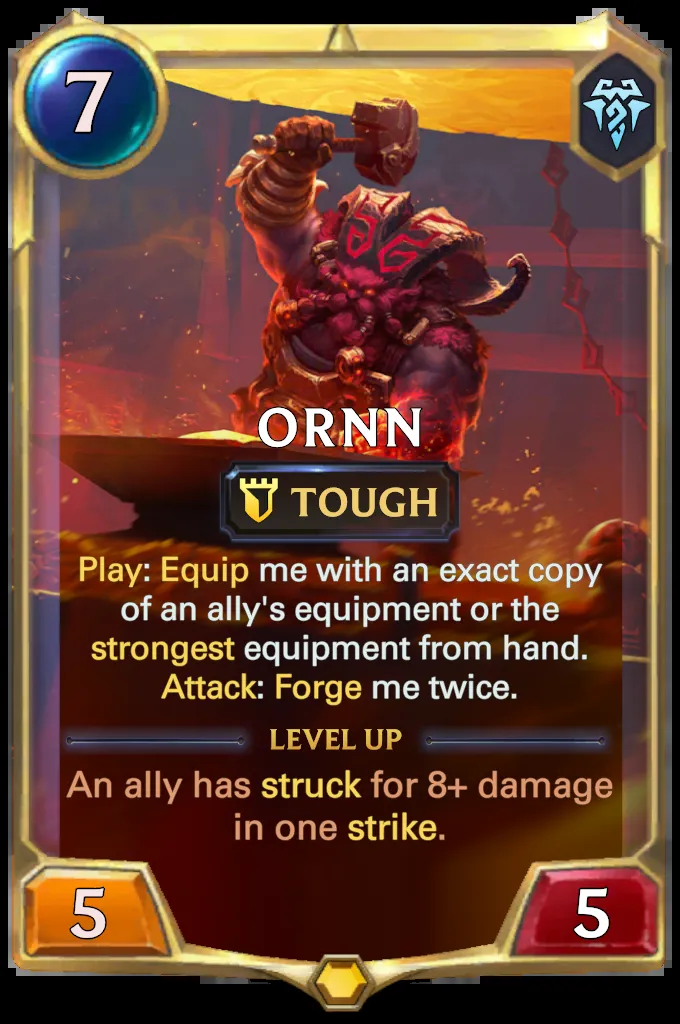 7
ORNN
TOUGH
Play: Equip me with an exact copy
of an ally's equipment or the
strongest equipment from hand.
Attack: Forge me twice.
LEVEL UP
An ally has struck for 8+ damage
in one strike.
5 5